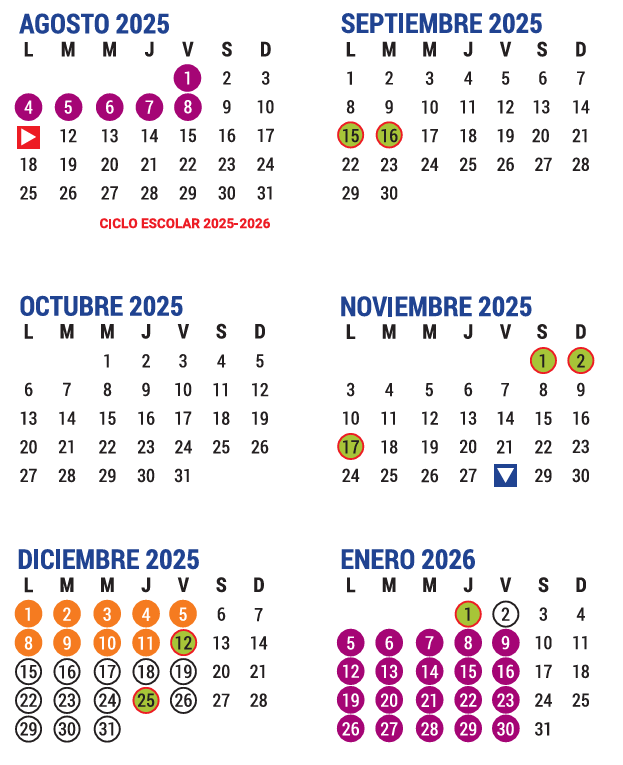 AGOSTO 2025
L M M J V S D
1 2 3
4 5 6 7 8 9 10
12 13 14 15 16 17
18 19 20 21 22 23 24
25 26 27 28 29 30 31
CICLO ESCOLAR 2025-2026
SEPTIEMBRE 2025
L M M J V S D
1 2 3 4 5 6 7
8 9 10 11 12 13 14
15 16 17 18 19 20 21
22 23 24 25 26 27 28
29 30
OCTUBRE 2025
L M M J V S D
1 2 3 4 5
6 7 8 9 10 11 12
13 14 15 16 17 18 19
20 21 22 23 24 25 26
27 28 29 30 31
NOVIEMBRE 2025
L M M J V S D
1 2
3 4 5 6 7 8 9
10 11 12 13 14 15 16
17 18 19 20 21 22 23
24 25 26 27 29 30
DICIEMBRE 2025
L M M J V S D
1 2 3 4 5 6 7
8 9 10 11 12 13 14
15 16 17 18 19 20 21
22 23 24 25 26 27 28
29 30 31
ENERO 2026
L M M J V S D
1 2 3 4
5 6 7 8 9 10 11
12 13 14 15 16 17 18
19 20 21 22 23 24 25
26 27 28 29 30 31